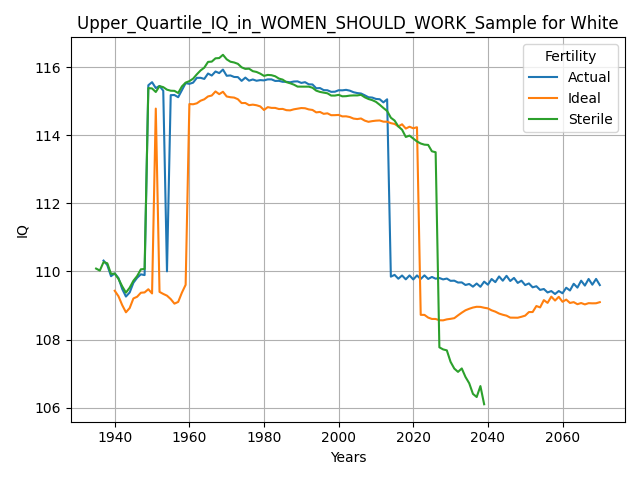 Upper_Quartile_IQ_in_WOMEN_SHOULD_WORK_Sample for White
Fertility
Actual
Ideal
Sterile
IQ
116
114
112
110
108
106
1940
1960
1980
2000
2020
2040
2060
Years